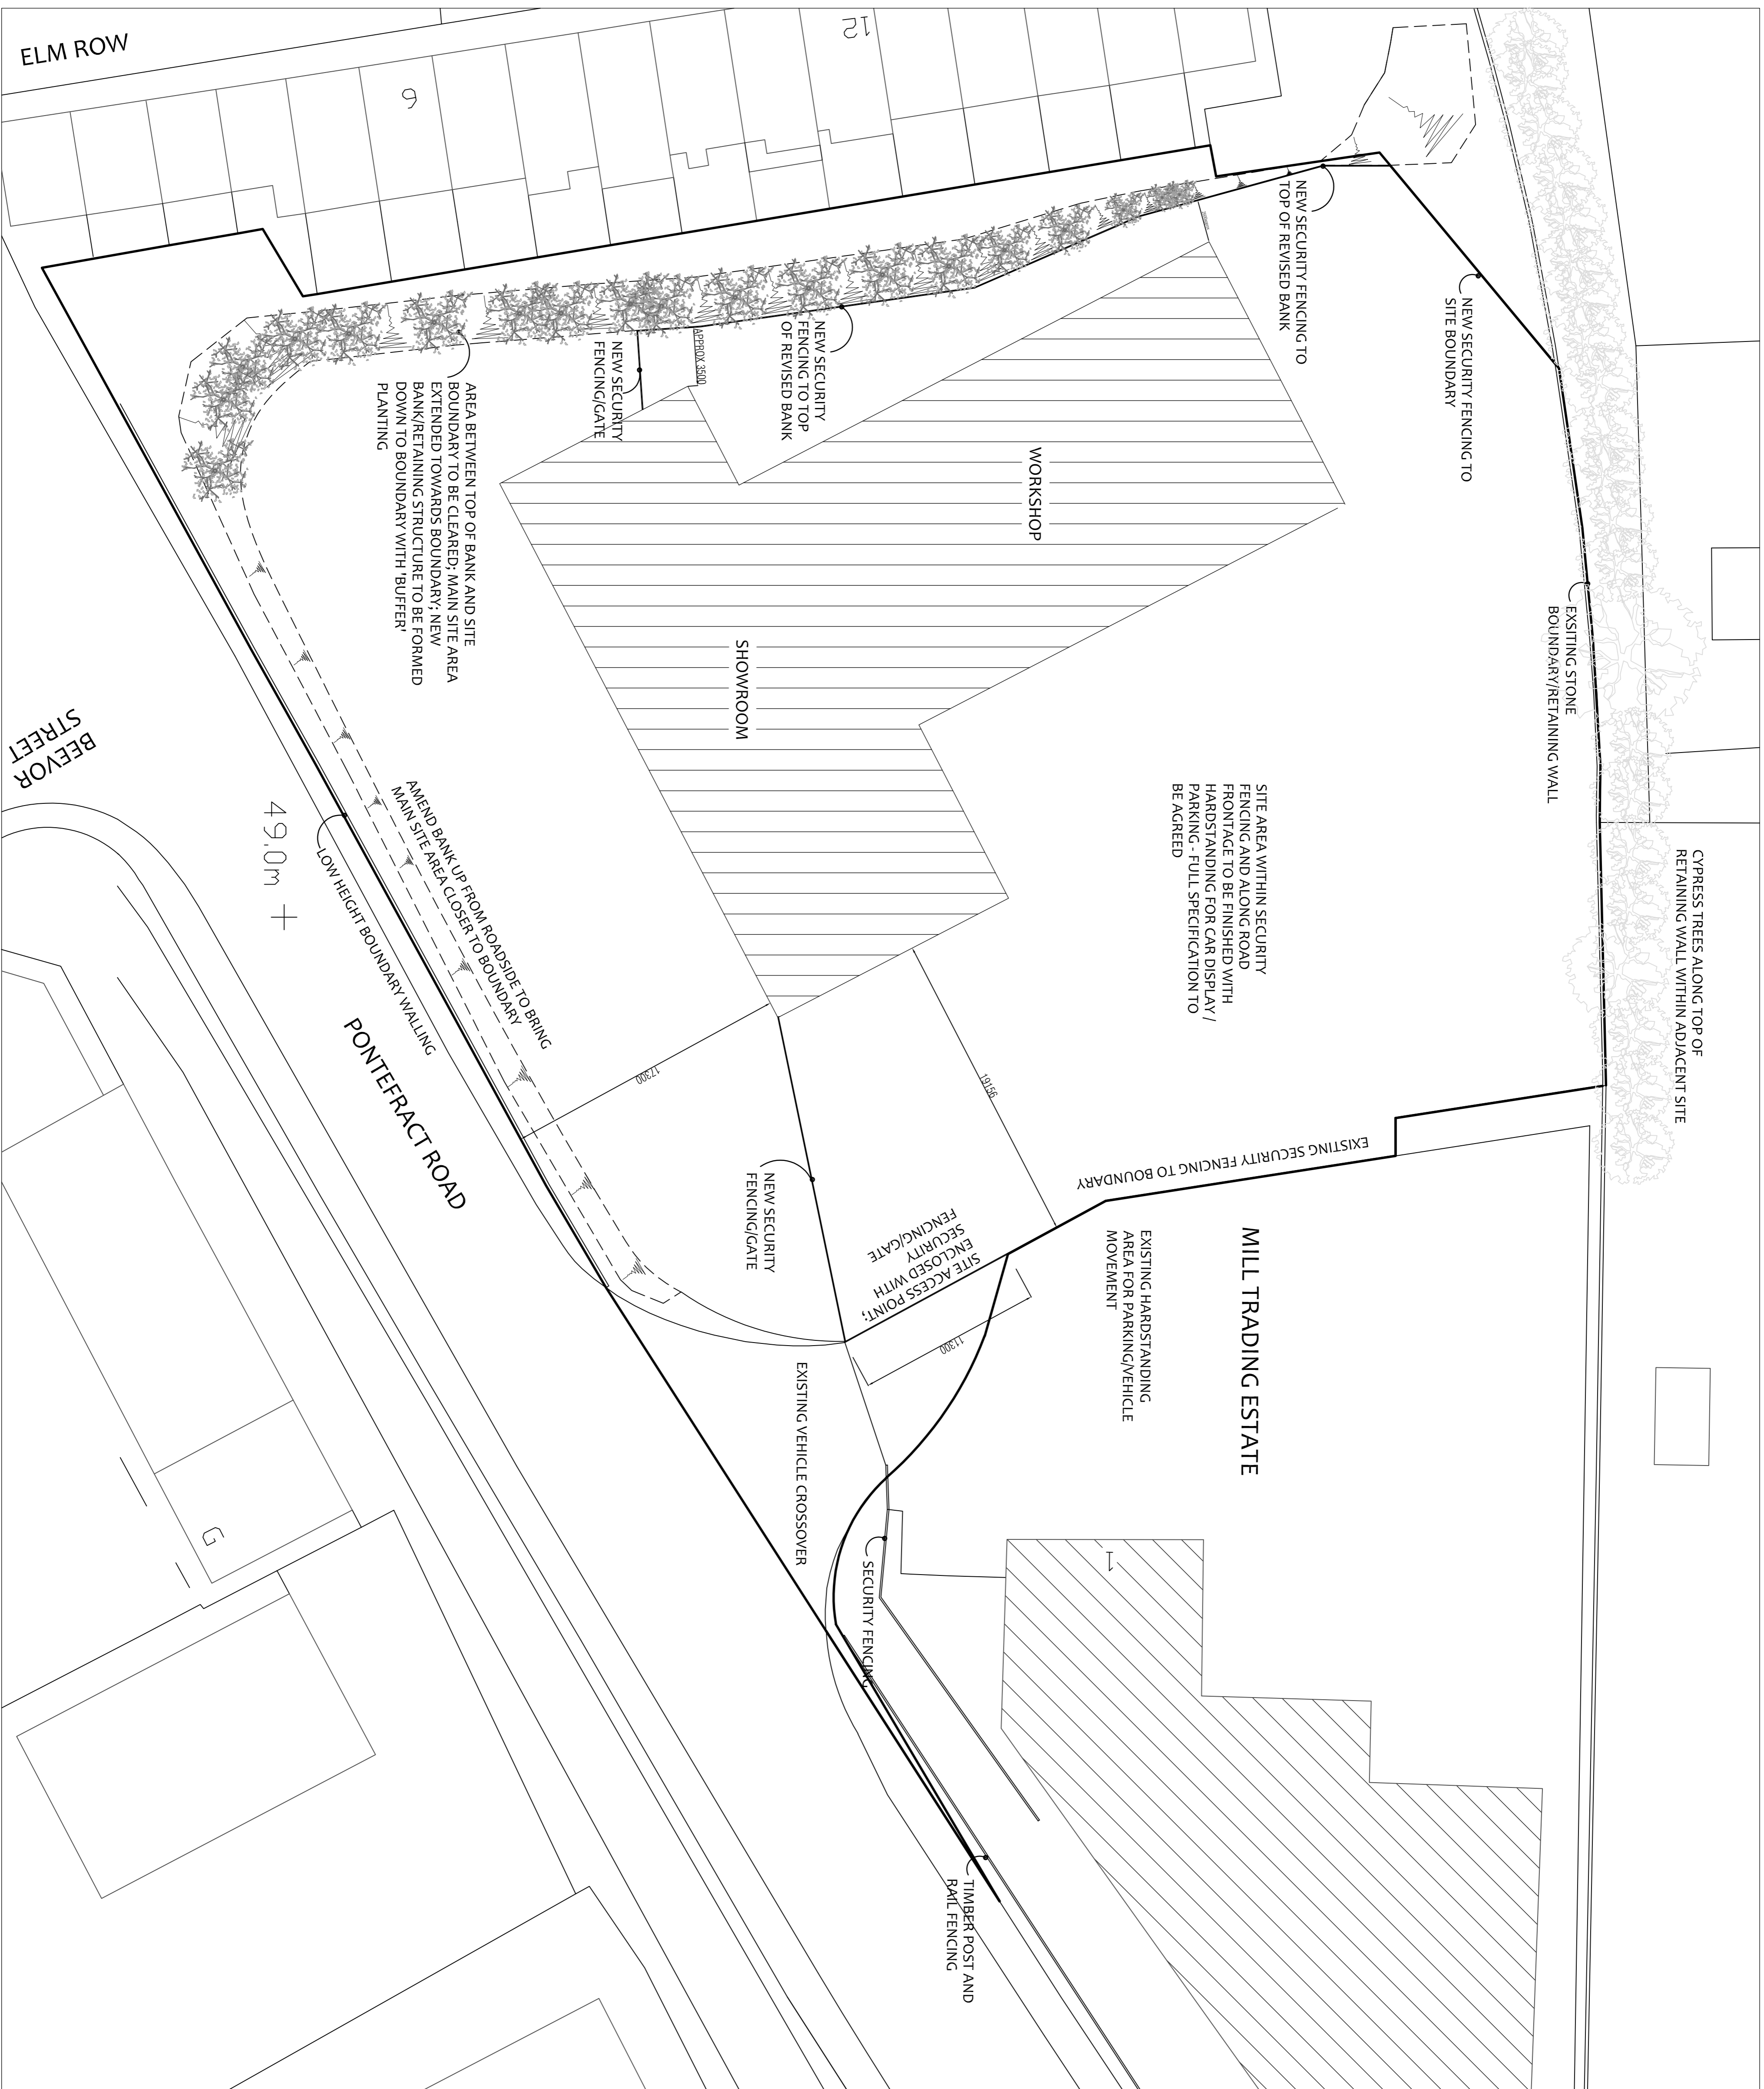 ELM ROW
9
12
NEW SECURITY FENCING TO
TOP OF REVISED BANK
NEW SECURITY FENCING TO
SITE BOUNDARY
EXSITING STONE
BOUNDARY/RETAINING WALL
CYPRESS TREES ALONG TOP OF
RETAINING WALL WITHIN ADJACENT SITE
NEW SECURITY
FENCING TO TOP
OF REVISED BANK
APPROX 3500
NEW SECURITY
FENCING/GATE
AREA BETWEEN TOP OF BANK AND SITE
BOUNDARY TO BE CLEARED; MAIN SITE AREA
EXTENDED TOWARDS BOUNDARY; NEW
BANK/RETAINING STRUCTURE TO BE FORMED
DOWN TO BOUNDARY WITH 'BUFFER'
PLANTING
WORKSHOP
SHOWROOM
SITE AREA WITHIN SECURITY
FENCING AND ALONG ROAD
FRONTAGE TO BE FINISHED WITH
HARDSTANDING FOR CAR DISPLAY /
PARKING - FULL SPECIFICATION TO
BE AGREED
BEEVOR
STREET
49.0m +
AMEND BANK UP FROM ROADSIDE TO BRING
MAIN SITE AREA CLOSER TO BOUNDARY
LOW HEIGHT BOUNDARY WALLING
PONTEFRACT ROAD
17300
19156
NEW SECURITY
FENCING/GATE
EXISTING SECURITY FENCING TO BOUNDARY
SITE ACCESS POINT;
ENCLOSED WITH
SECURITY
FENCING/GATE
11300
EXISTING HARDSTANDING
AREA FOR PARKING/VEHICLE
MOVEMENT
MILL TRADING ESTATE
EXISTING VEHICLE CROSSOVER
SECURITY FENCING
1
G
TIMBER POST AND
RAIL FENCING